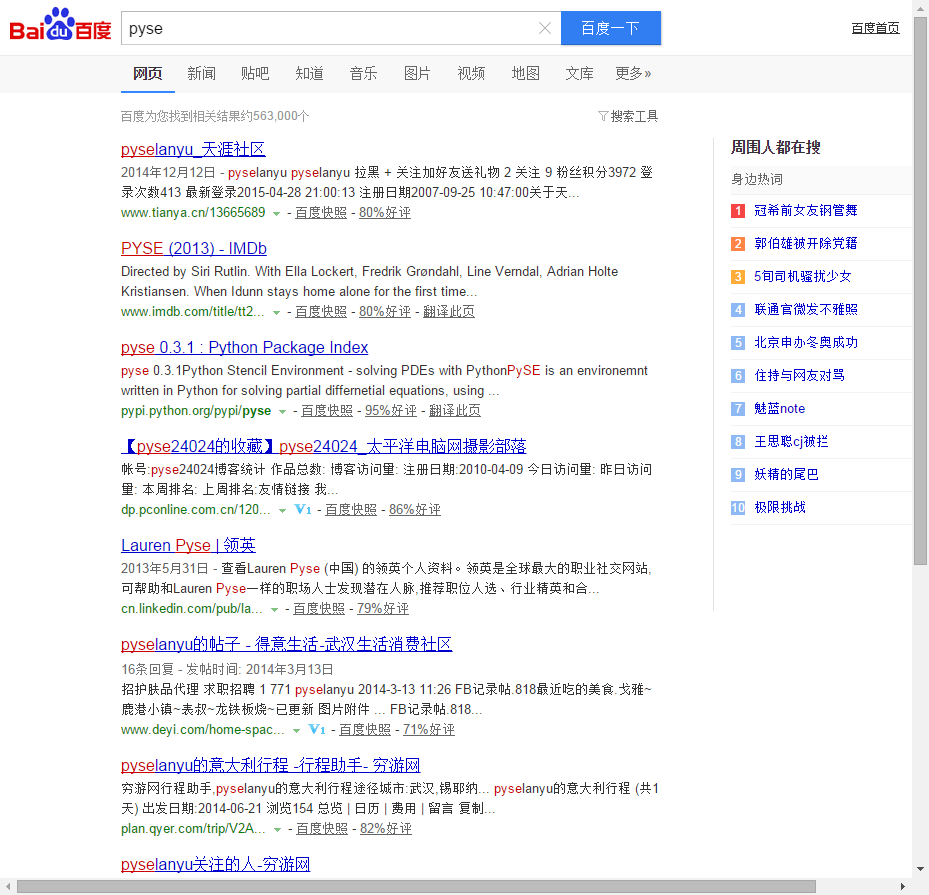 Bai du 百度
pyse
百度一下
百度首页
网页 新闻 贴吧 知道 音乐 图片 视频 地图 文库 更多»
百度为您找到相关结果约563,000个
搜索工具
pyselanyu_天涯社区
2014年12月12日 - pyselanyu pyselanyu 拉黑 + 关注加好友送礼物 2 关注 9 粉丝积分3972 登
录次数413 最新登录2015-04-28 21:00:13 注册日期2007-09-25 10:47:00关于天...
www.tianya.cn/13665689 - 百度快照 - 80%好评
PYSE (2013) - IMDb
Directed by Siri Rutlin. With Ella Lockert, Fredrik Grøndahl, Line Verndal, Adrian Holte
Kristiansen. When Idunn stays home alone for the first time...
www.imdb.com/title/tt2... - 百度快照 - 80%好评 - 翻译此页
pyse 0.3.1 : Python Package Index
pyse 0.3.1Python Stencil Environment - solving PDEs with PythonPySE is an environemnt
written in Python for solving partial differnetial equations, using ...
pypi.python.org/pypi/pyse - 百度快照 - 95%好评 - 翻译此页
【pyse24024的收藏】pyse24024_太平洋电脑网摄影部落
帐号:pyse24024博客统计 作品总数: 博客访问量: 注册日期:2010-04-09 今日访问量: 昨日访问
量: 本周排名: 上周排名:友情链接 我...
dp.pconline.com.cn/120... V1 - 百度快照 - 86%好评
Lauren Pyse | 领英
2013年5月31日 - 查看Lauren Pyse (中国) 的领英个人资料。领英是全球最大的职业社交网站,
可帮助和Lauren Pyse一样的职场人士发现潜在人脉,推荐职位人选、行业精英和合...
cn.linkedin.com/pub/la... - 百度快照 - 79%好评
pyselanyu的帖子 - 得意生活-武汉生活消费社区
16条回复 - 发帖时间: 2014年3月13日
招护肤品代理 求职招聘 1 771 pyselanyu 2014-3-13 11:26 FB记录帖.818最近吃的美食.戈雅~
鹿港小镇~表叔~龙铁板烧~已更新 图片附件 ... FB记录帖.818...
www.deyi.com/home-spac... V1 - 百度快照 - 71%好评
pyselanyu的意大利行程 -行程助手- 穷游网
穷游网行程助手,pyselanyu的意大利行程途径城市:武汉,锡耶纳... pyselanyu的意大利行程 (共1
天) 出发日期:2014-06-21 浏览154 总览 | 日历 | 费用 | 留言 复制...
plan.qyer.com/trip/V2A... - 百度快照 - 82%好评
pyselanyu关注的人-穷游网
周围人都在搜
身边热词
1 冠希前女友钢管舞
2 郭伯雄被开除党籍
3 5旬司机骚扰少女
4 联通官微发不雅照
5 北京申办冬奥成功
6 住持与网友对骂
7 魅蓝note
8 王思聪cj被拦
9 妖精的尾巴
10 极限挑战